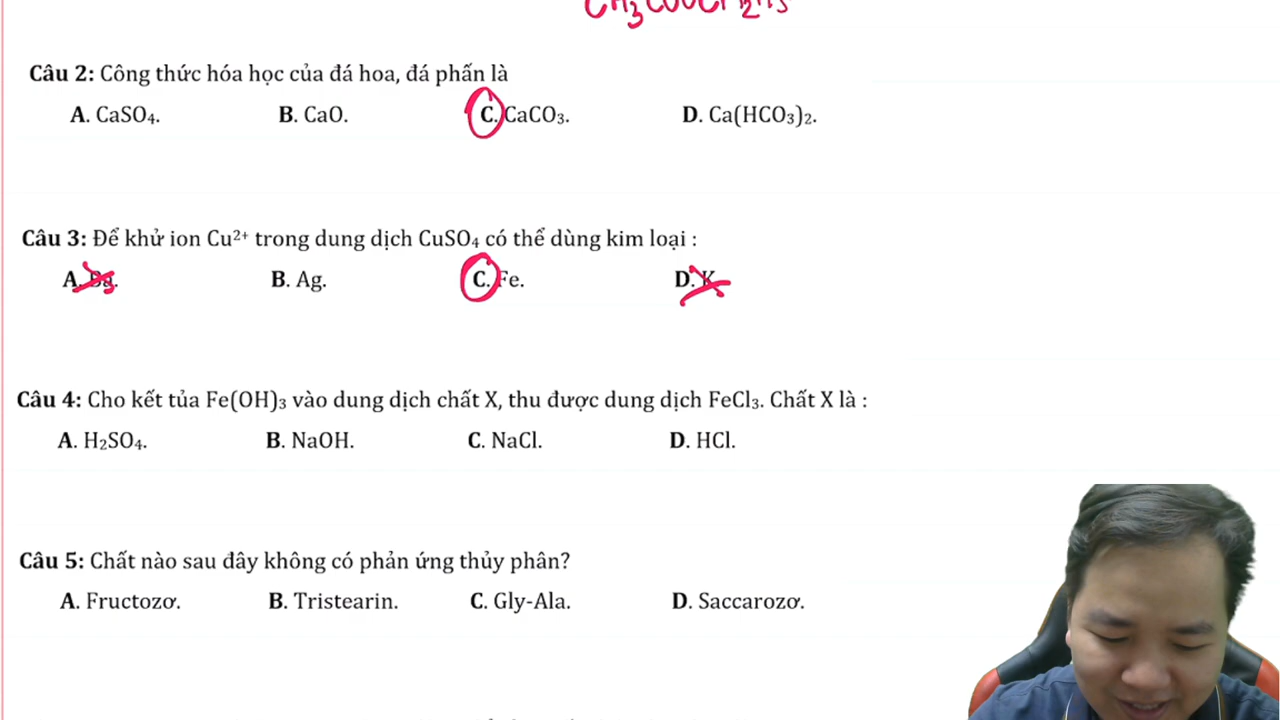 CH3COOC2H5
Câu 2: Công thức hóa học của đá hoa, đá phấn là
A. CaSO₄. B. CaO. C. CaCO₃. D. Ca(HCO₃)₂.
Câu 3: Để khử ion Cu²⁺ trong dung dịch CuSO₄ có thể dùng kim loại :
A. Ba. B. Ag. C. Fe. D. K.
Câu 4: Cho kết tủa Fe(OH)₃ vào dung dịch chất X, thu được dung dịch FeCl₃. Chất X là :
A. H₂SO₄. B. NaOH. C. NaCl. D. HCl.
Câu 5: Chất nào sau đây không có phản ứng thủy phân?
A. Fructozơ. B. Tristearin. C. Gly-Ala. D. Saccarozơ.